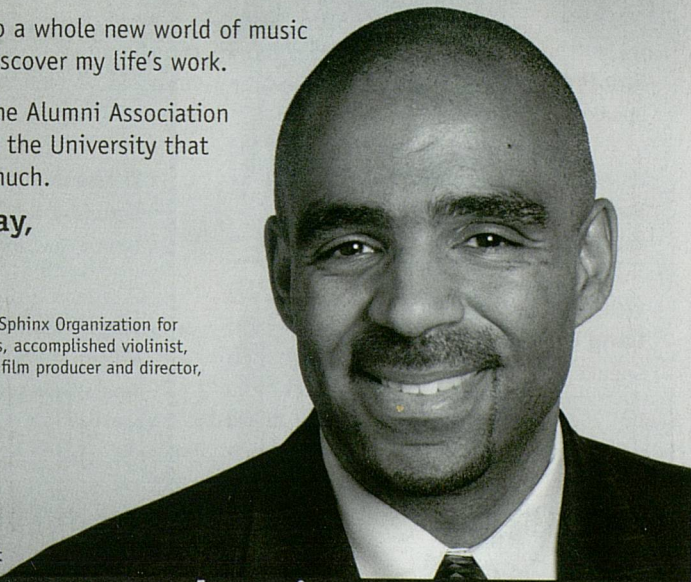 a whole new world of music
scover my life's work.
he Alumni Association
the University that
uch.
ay,
Sphinx Organization for
s, accomplished violinist,
film producer and director,